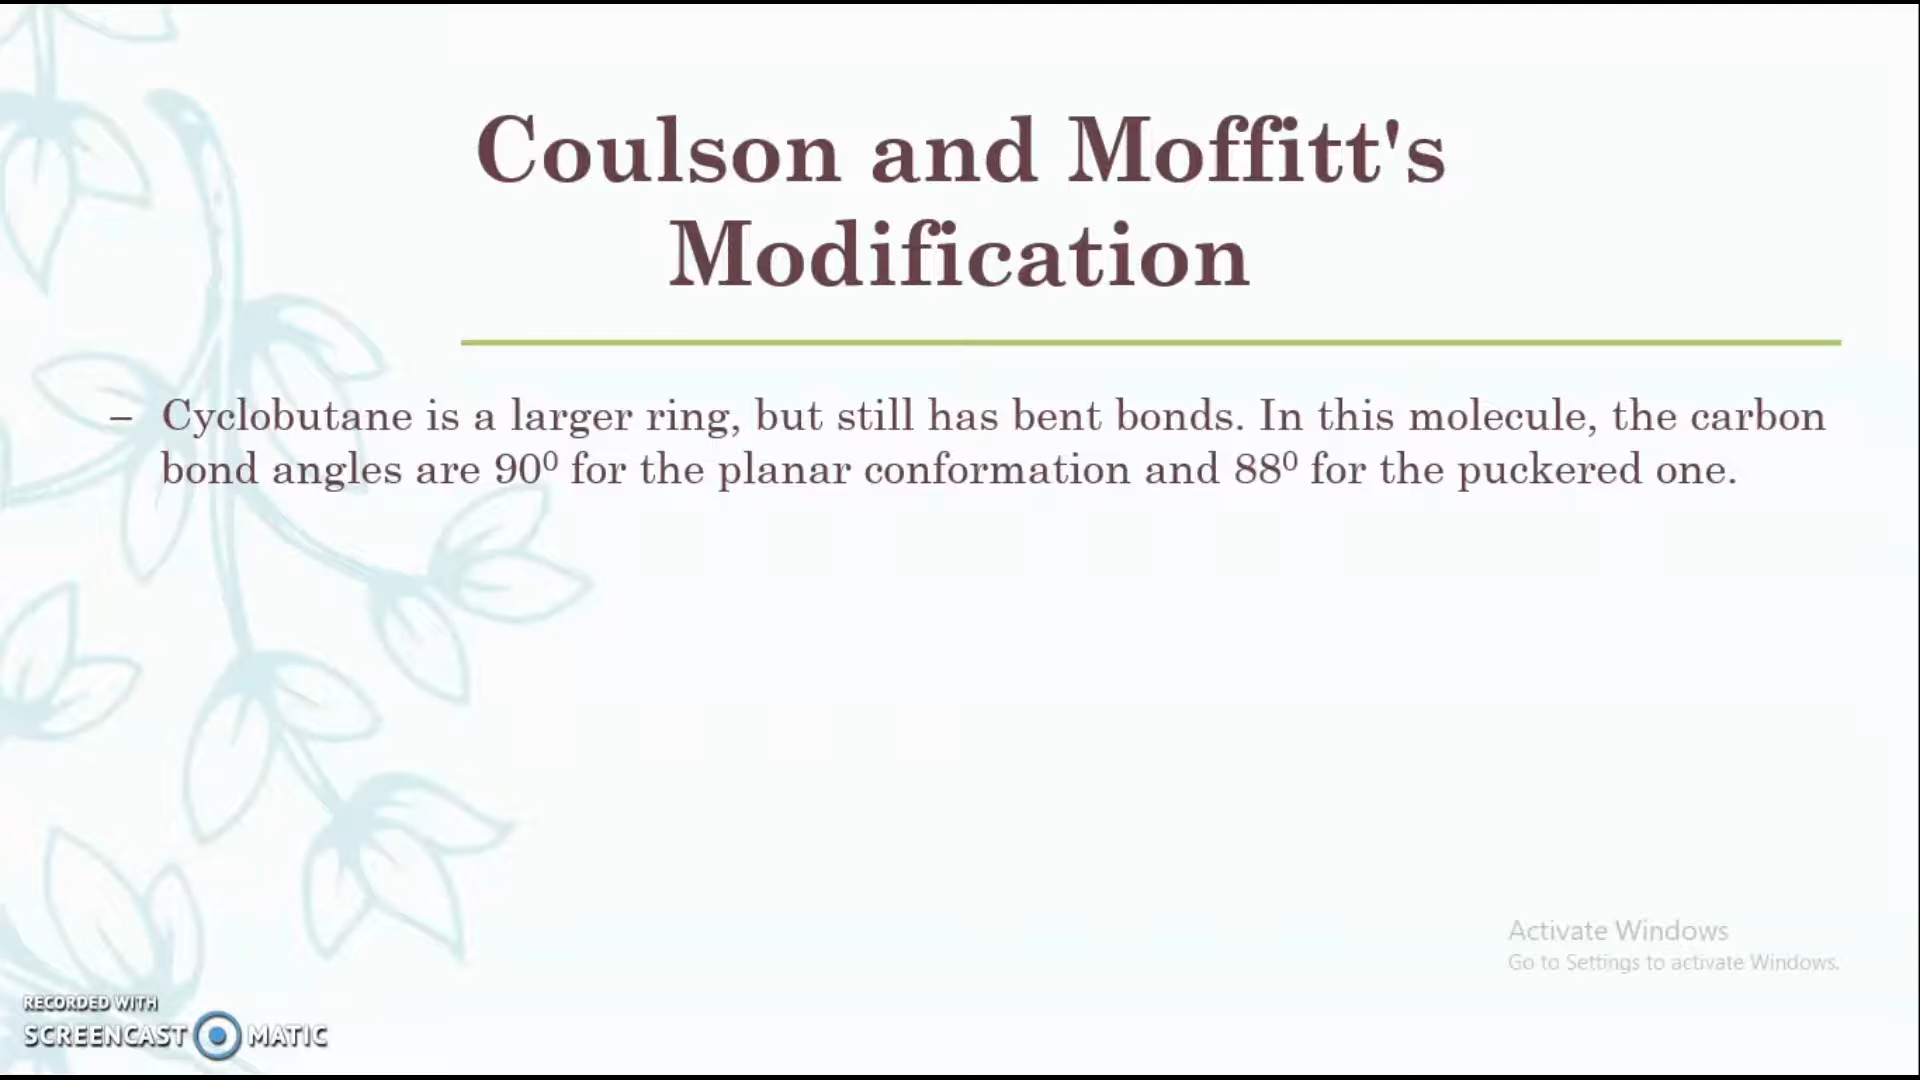 Coulson and Moffitt's
Modification
– Cyclobutane is a larger ring, but still has bent bonds. In this molecule, the carbon
bond angles are 90⁰ for the planar conformation and 88⁰ for the puckered one.
Activate Windows
Go to Settings to activate Windows.
RECORDED WITH
SCREENCAST MATIC